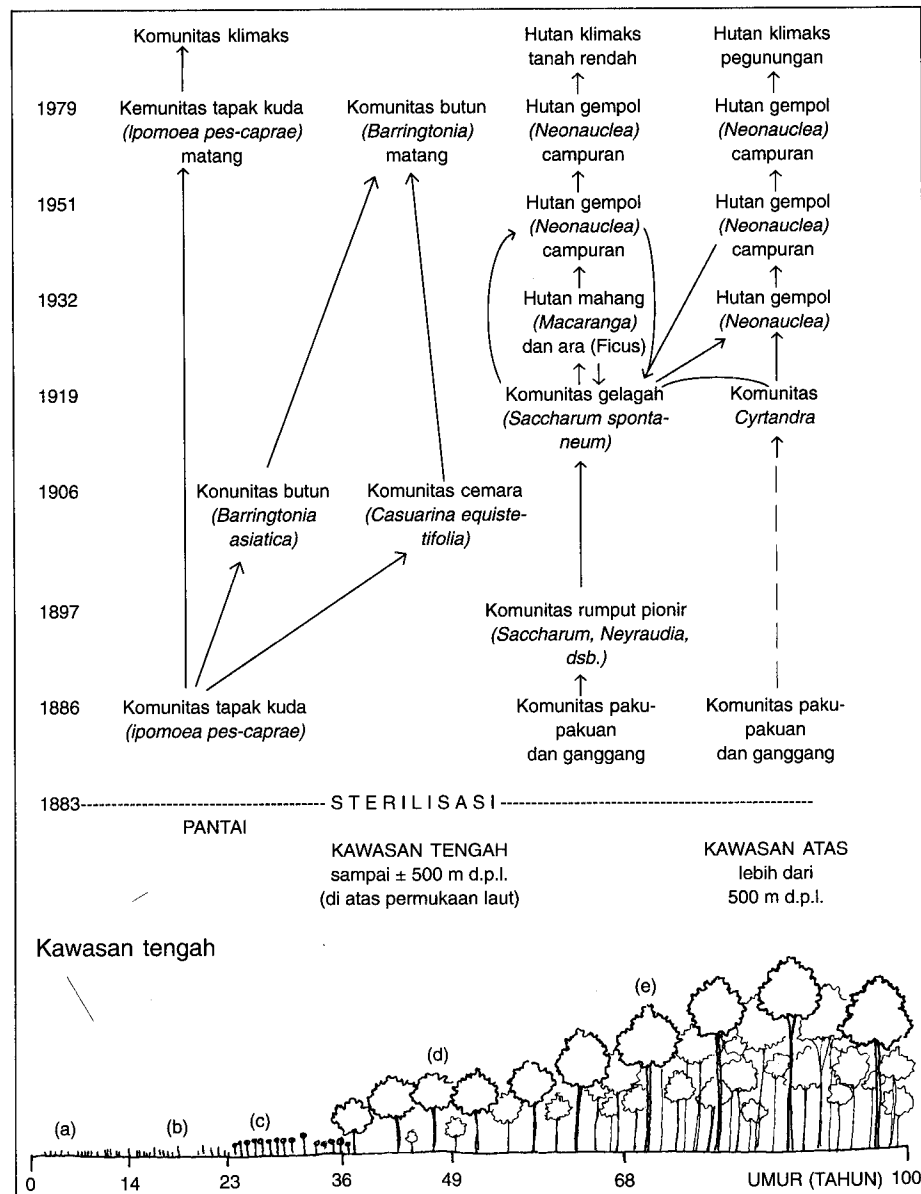 Komunitas klimaks
Hutan klimaks
tanah rendah
Hutan klimaks
pegunungan
1979
Kemunitas tapak kuda
(Ipomoea pes-caprae)
matang
Komunitas butun
(Barringtonia)
matang
Hutan gempol
(Neonauclea)
campuran
Hutan gempol
(Neonauclea)
campuran
1951
Hutan gempol
(Neonauclea)
campuran
Hutan gempol
(Neonauclea)
campuran
1932
Hutan mahang
(Macaranga)
dan ara (Ficus)
Hutan gempol
(Neonauclea)
1919
Komunitas gelagah
(Saccharum sponta-
neum)
Komunitas
Cyrtandra
1906
Konunitas butun
(Barringtonia
asiatica)
Komunitas cemara
(Casuarina equiste-
tifolia)
1897
Komunitas rumput pionir
(Saccharum, Neyraudia,
dsb.)
1886
Komunitas tapak kuda
(ipomoea pes-caprae)
Komunitas paku-
pakuan
dan ganggang
Komunitas paku-
pakuan
dan ganggang
1883 STERILISASI
PANTAI
KAWASAN TENGAH
sampai ± 500 m d.p.l.
(di atas permukaan laut)
KAWASAN ATAS
lebih dari
500 m d.p.l.
Kawasan tengah
(a) (b) (c) (d) (e)
0 14 23 36 49 68 UMUR (TAHUN) 100